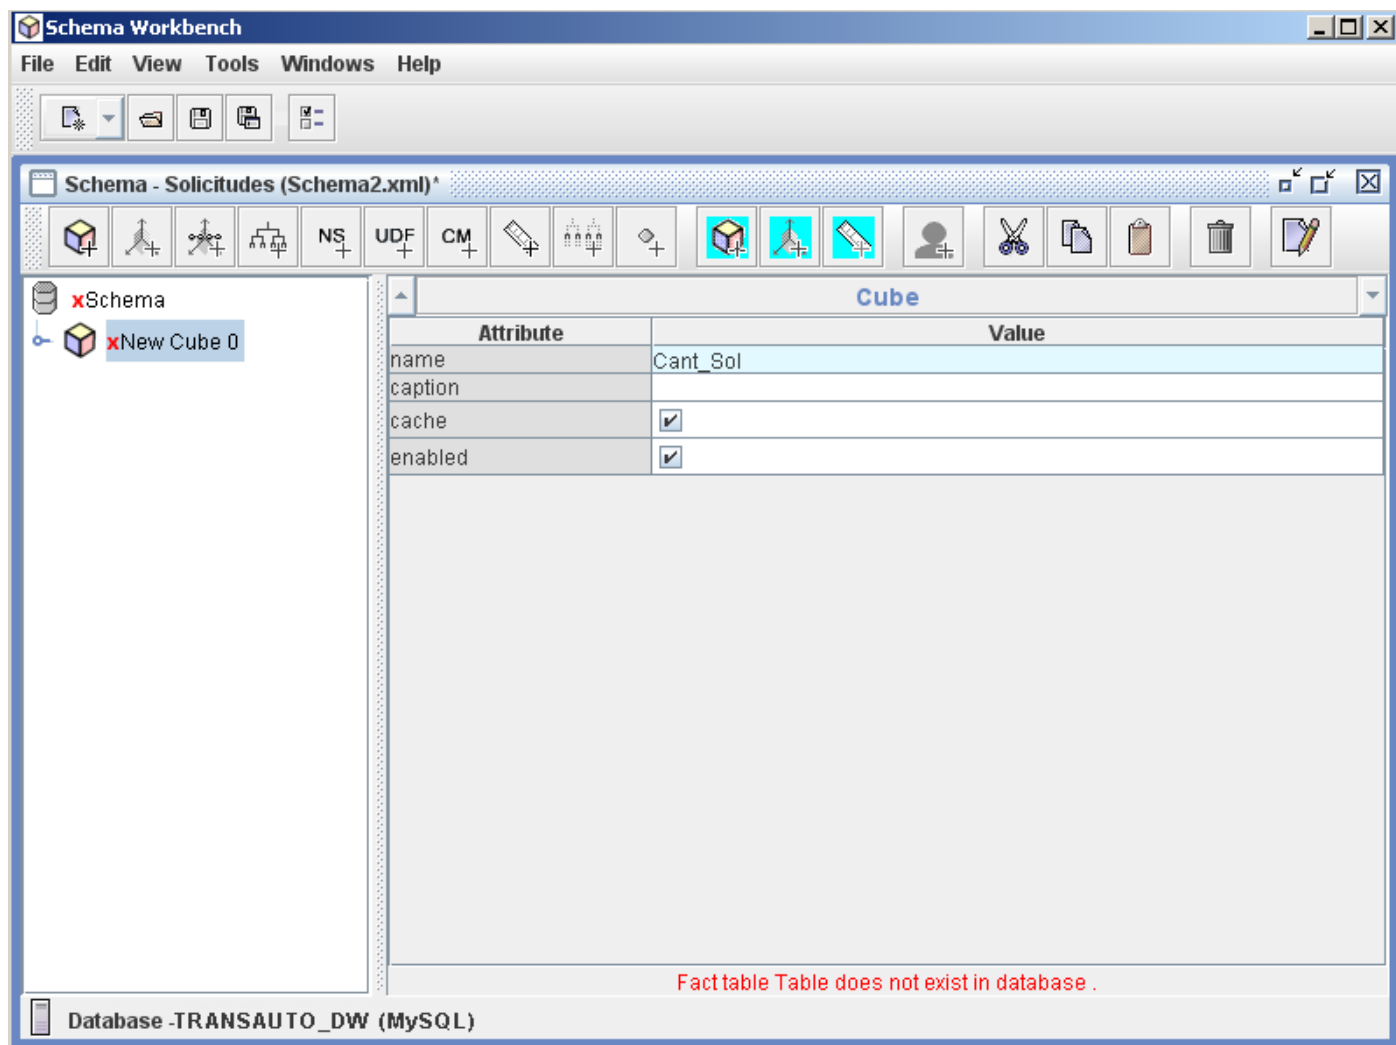 Schema Workbench
File Edit View Tools Windows Help
Schema - Solicitudes (Schema2.xml)*
NS UDF CM
xSchema
xNew Cube 0
Cube
Attribute Value
name Cant_Sol
caption
cache
enabled
Fact table Table does not exist in database .
Database -TRANSAUTO_DW (MySQL)